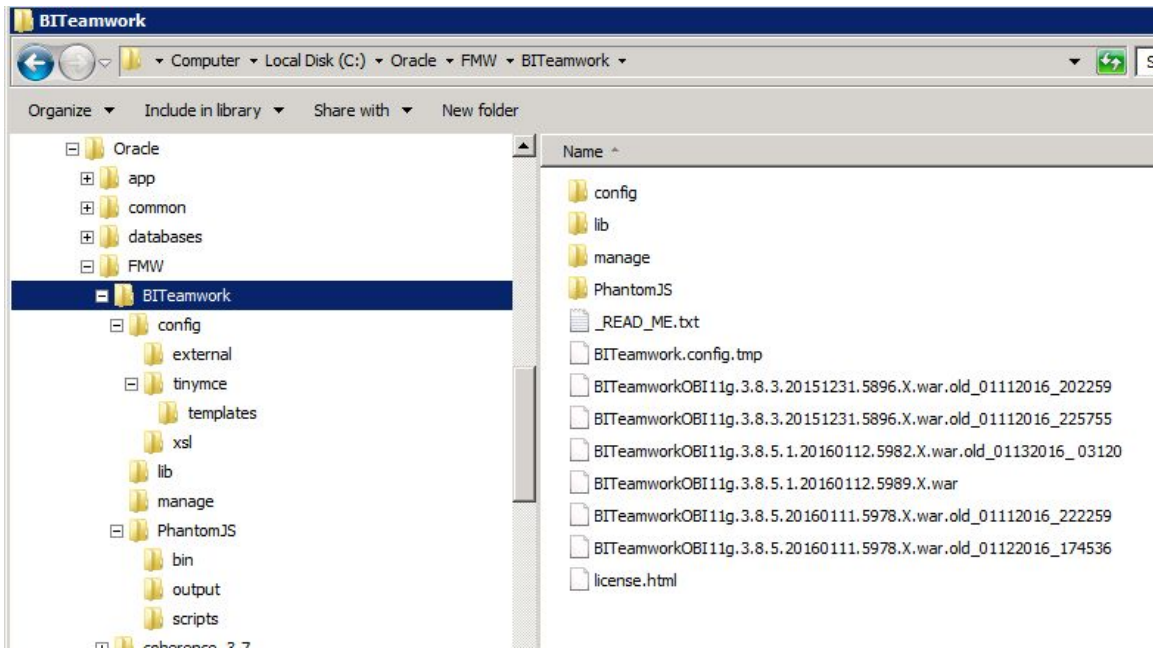 BITeamwork
Computer Local Disk (C:) Oracle FMW BITeamwork S
Organize Include in library Share with New folder
Oracle
app
common
databases
FMW
BITeamwork
config
external
tinymce
templates
xsl
lib
manage
PhantomJS
bin
output
scripts
coherence_3.7
Name
config
lib
manage
PhantomJS
_READ_ME.txt
BITeamwork.config.tmp
BITeamworkOBI11g.3.8.3.20151231.5896.X.war.old_01112016_202259
BITeamworkOBI11g.3.8.3.20151231.5896.X.war.old_01112016_225755
BITeamworkOBI11g.3.8.5.1.20160112.5982.X.war.old_01132016_ 03120
BITeamworkOBI11g.3.8.5.1.20160112.5989.X.war
BITeamworkOBI11g.3.8.5.20160111.5978.X.war.old_01112016_222259
BITeamworkOBI11g.3.8.5.20160111.5978.X.war.old_01122016_174536
license.html